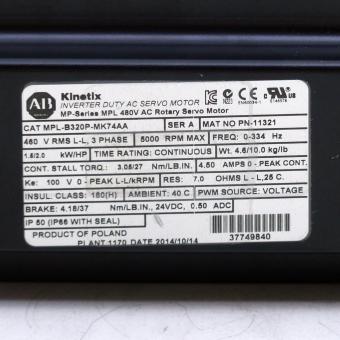 AB
Kinetix
INVERTER DUTY AC SERVO MOTOR
MP-Series MPL 480V AC Rotary Servo Motor
CAT MPL-B320P-MK74AA SER A MAT NO PN-11321
460 V RMS L-L, 3 PHASE 5000 RPM MAX FREQ: 0-334 Hz
1.5/2.0 kW/HP TIME RATING: CONTINUOUS Wt. 4.6/10.0 kg/lb
CONT. STALL TORQ.: 3.05/27 Nm/LB.IN. 4.50 AMPS 0 - PEAK CONT.
Ke: 100 V 0 - PEAK L-L/kRPM RES: 7.0 OHMS L - L,25 C.
INSUL. CLASS: 180(H) AMBIENT: 40 C PWM SOURCE: VOLTAGE
BRAKE: 4.18/37 Nm/LB.IN., 24VDC, 0.50 ADC
IP 50 (IP66 WITH SEAL)
PRODUCT OF POLAND
PLANT 1170 DATE 2014/10/14
37749840